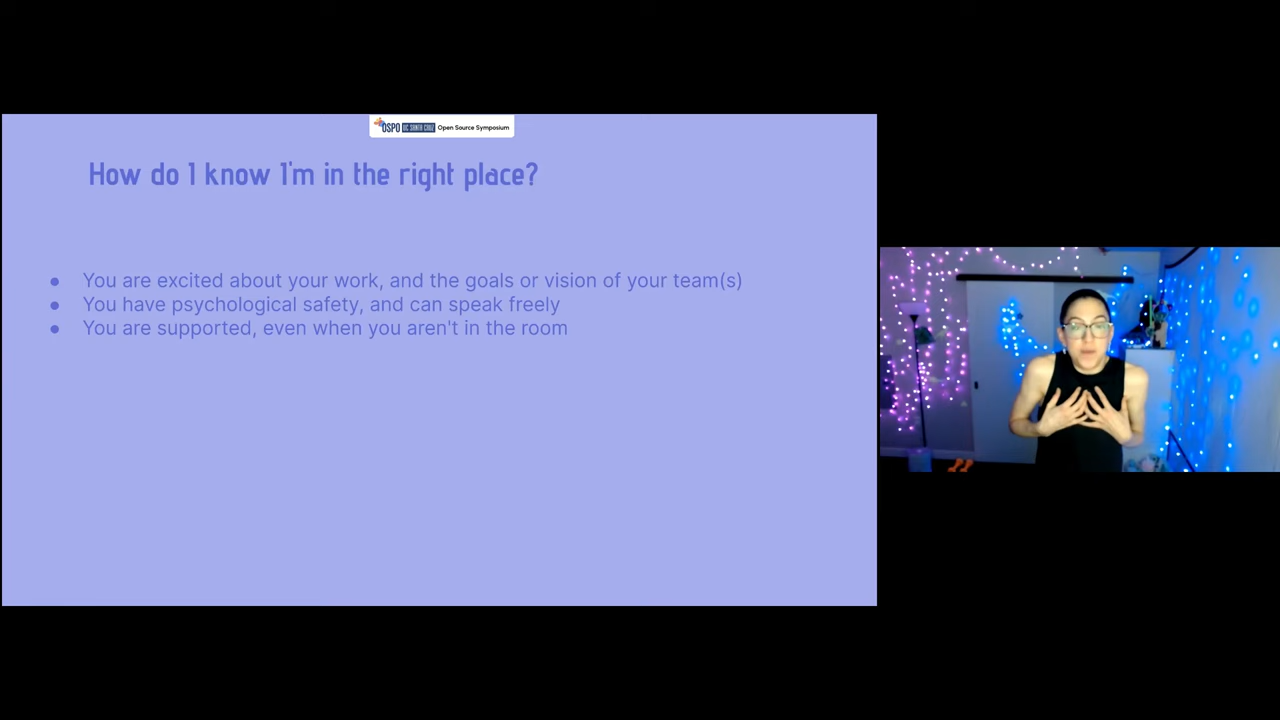 OSPO UC SANTA CRUZ Open Source Symposium
How do I know I'm in the right place?
● You are excited about your work, and the goals or vision of your team(s)
● You have psychological safety, and can speak freely
● You are supported, even when you aren't in the room